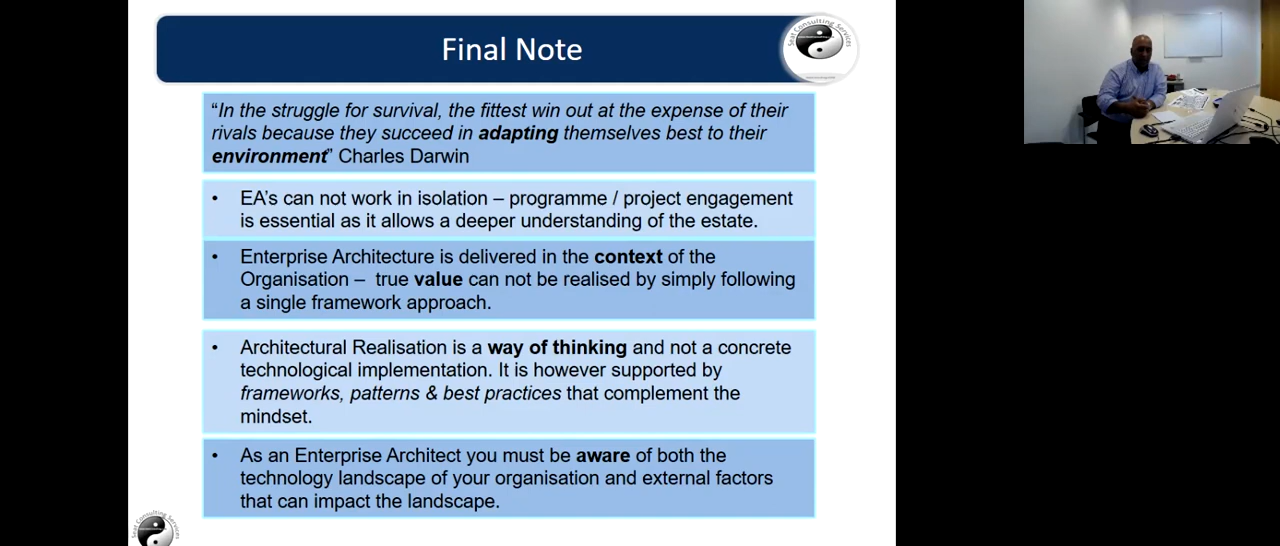 Final Note
Seat Consulting Services
“In the struggle for survival, the fittest win out at the expense of their
rivals because they succeed in adapting themselves best to their
environment” Charles Darwin
• EA's can not work in isolation – programme / project engagement
is essential as it allows a deeper understanding of the estate.
• Enterprise Architecture is delivered in the context of the
Organisation – true value can not be realised by simply following
a single framework approach.
• Architectural Realisation is a way of thinking and not a concrete
technological implementation. It is however supported by
frameworks, patterns & best practices that complement the
mindset.
• As an Enterprise Architect you must be aware of both the
technology landscape of your organisation and external factors
that can impact the landscape.
Seat Consulting Services